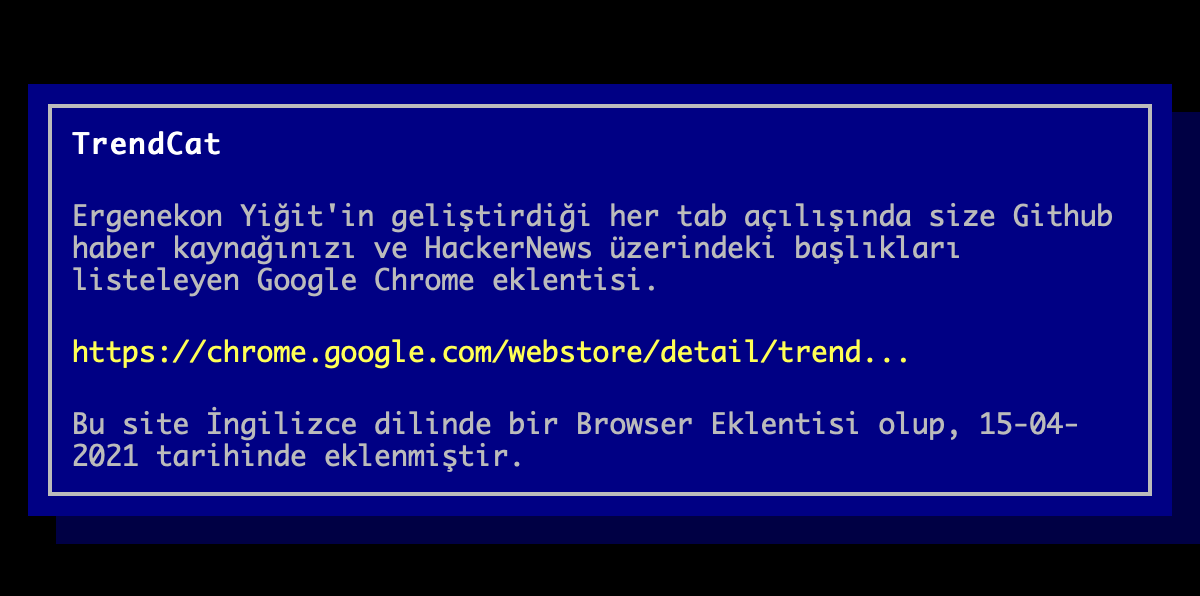 TrendCat
Ergenekon Yiğit'in geliştirdiği her tab açılışında size Github
haber kaynağınızı ve HackerNews üzerindeki başlıkları
listeleyen Google Chrome eklentisi.
https://chrome.google.com/webstore/detail/trend...
Bu site İngilizce dilinde bir Browser Eklentisi olup, 15-04-
2021 tarihinde eklenmiştir.